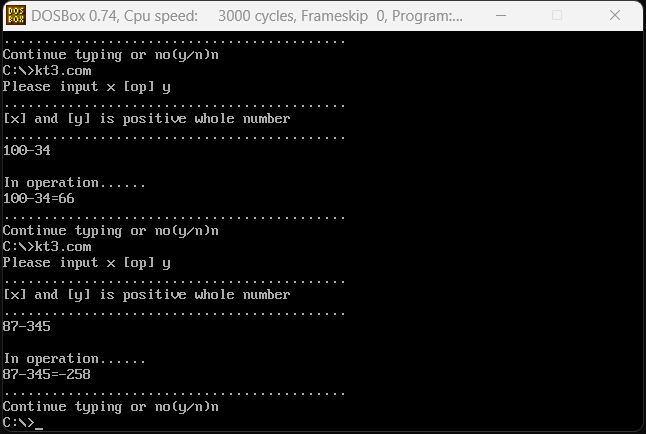 DOS BOX
DOSBox 0.74, Cpu speed: 3000 cycles, Frameskip 0, Program:...
...........................................
Continue typing or no(y/n)n
C:\>kt3.com
Please input x [op] y
...........................................
[x] and [y] is positive whole number
...........................................
100-34
In operation......
100-34=66
...........................................
Continue typing or no(y/n)n
C:\>kt3.com
Please input x [op] y
...........................................
[x] and [y] is positive whole number
...........................................
87-345
In operation......
87-345=-258
...........................................
Continue typing or no(y/n)n
C:\>_